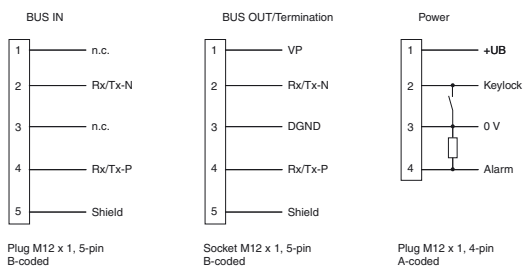 BUS IN
1 n.c.
2 Rx/Tx-N
3 n.c.
4 Rx/Tx-P
5 Shield
Plug M12 x 1, 5-pin
B-coded
BUS OUT/Termination
1 VP
2 Rx/Tx-N
3 DGND
4 Rx/Tx-P
5 Shield
Socket M12 x 1, 5-pin
B-coded
Power
1 +UB
2 Keylock
3 0 V
4 Alarm
Plug M12 x 1, 4-pin
A-coded